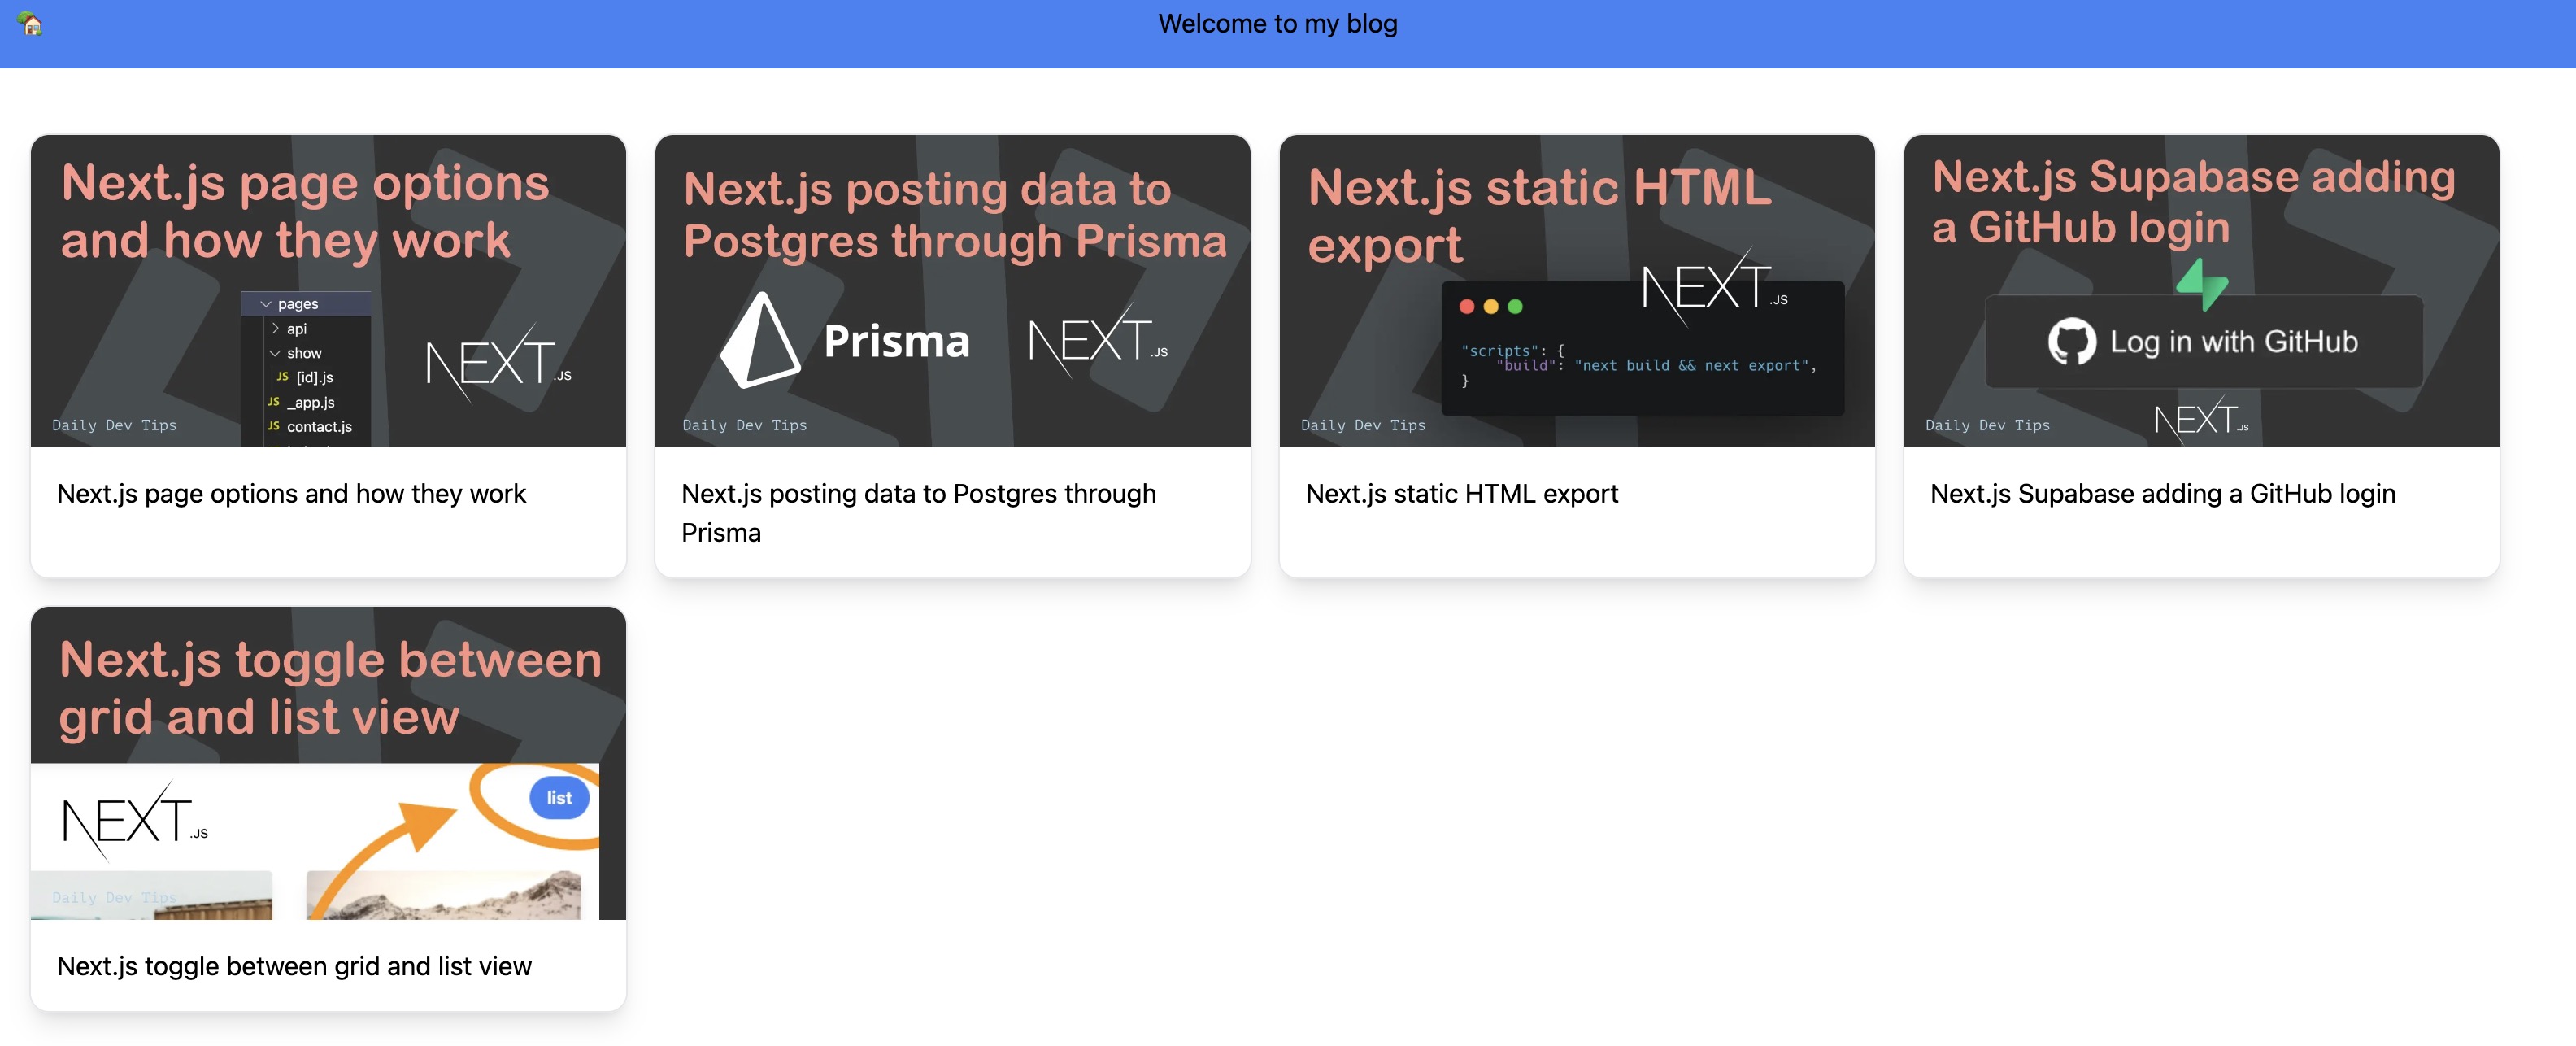 Welcome to my blog
Next.js page options
and how they work
pages
api
show
JS [id].js
JS _app.js
JS contact.js
NEXT.JS
Daily Dev Tips
Next.js page options and how they work
Next.js posting data to
Postgres through Prisma
Prisma
NEXT.JS
Daily Dev Tips
Next.js posting data to Postgres through
Prisma
Next.js static HTML
export
NEXT.JS
"scripts": {
"build": "next build && next export",
}
Daily Dev Tips
Next.js static HTML export
Next.js Supabase adding
a GitHub login
Log in with GitHub
NEXT.JS
Daily Dev Tips
Next.js Supabase adding a GitHub login
Next.js toggle between
grid and list view
list
NEXT.JS
Daily Dev Tips
Next.js toggle between grid and list view